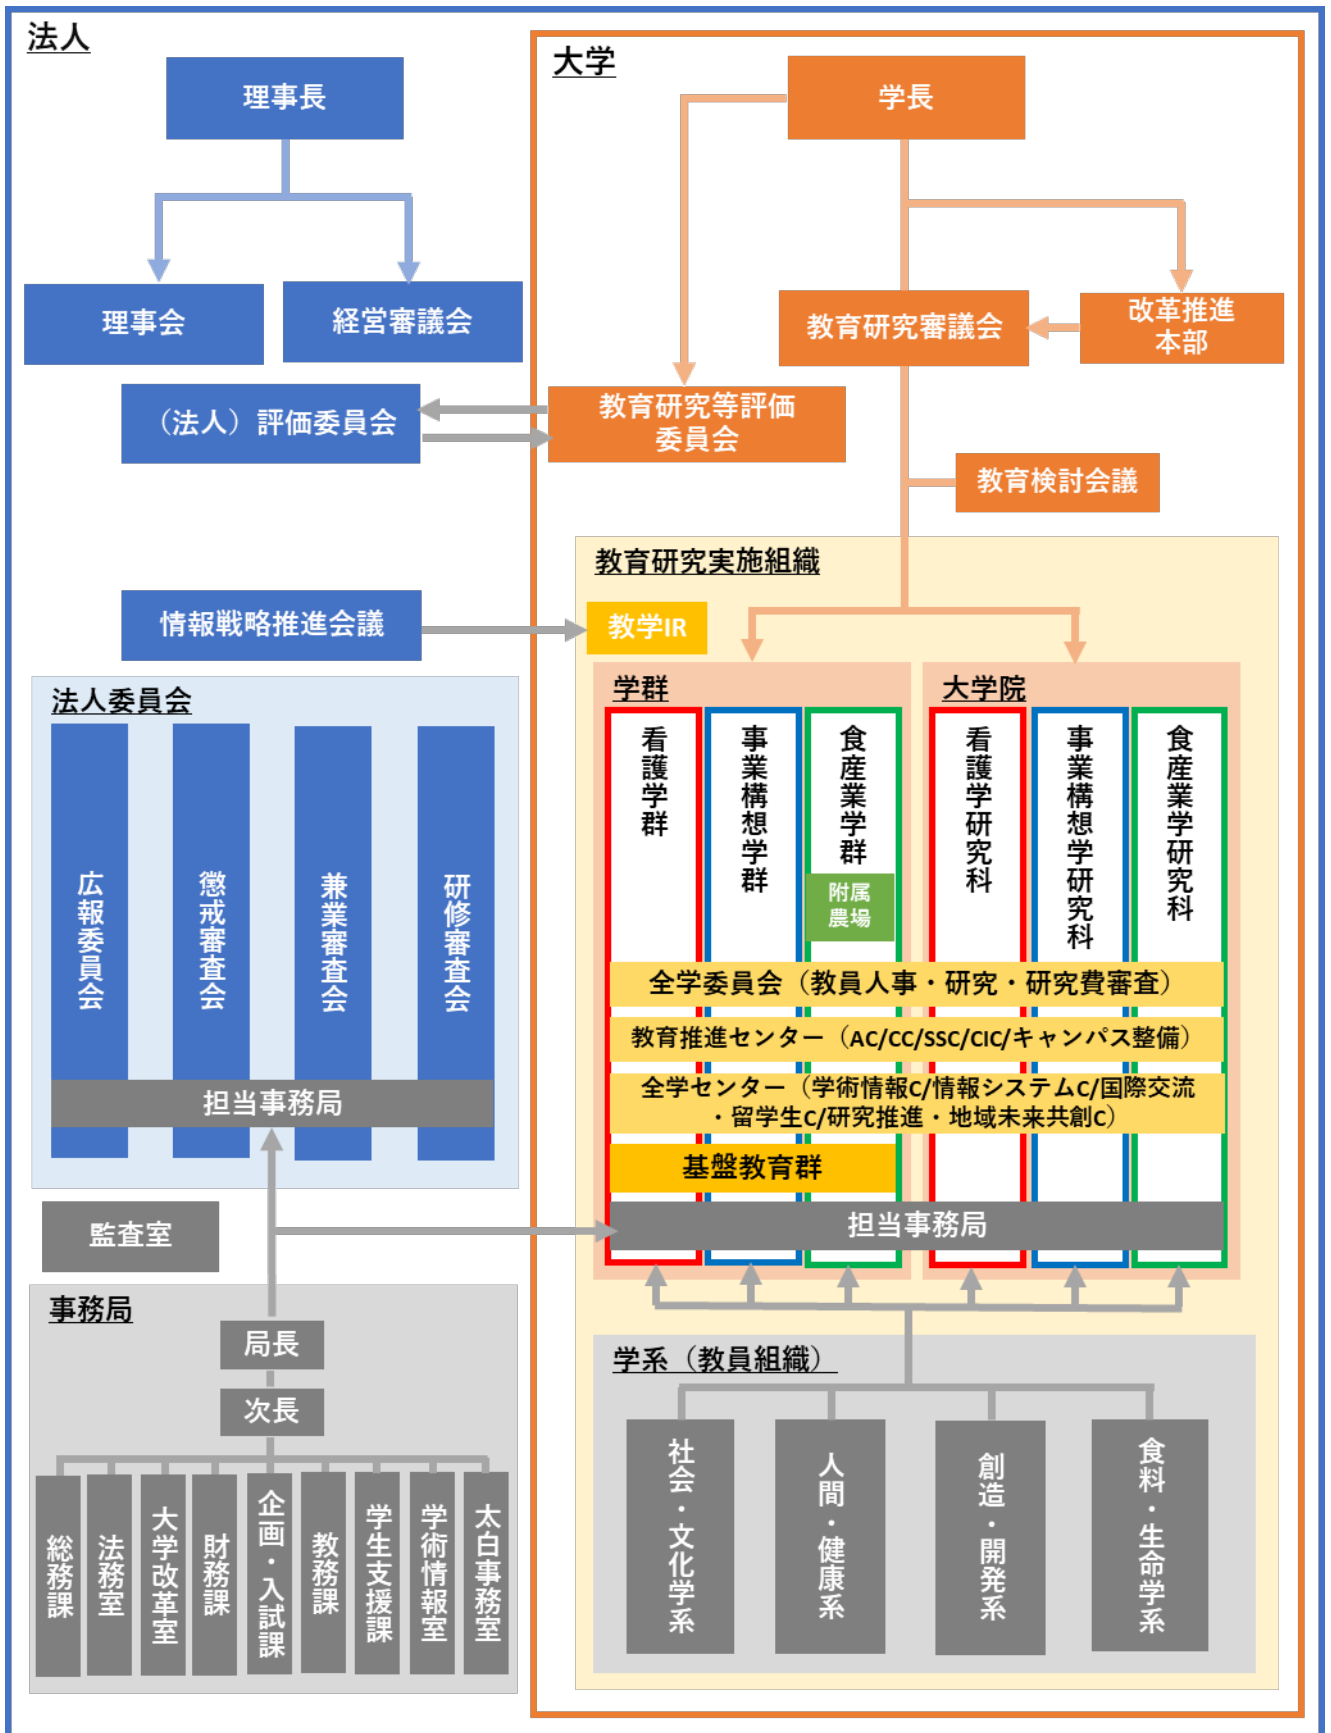 法人
理事長
理事会
経営審議会
（法人）評価委員会
情報戦略推進会議
法人委員会
広報委員会
懲戒審査会
兼業審査会
研修審査会
担当事務局
監査室
事務局
局長
次長
総務課
法務室
大学改革室
財務課
企画・入試課
教務課
学生支援課
学術情報室
太白事務室
大学
学長
教育研究審議会
改革推進
本部
教育研究等評価
委員会
教育検討会議
教育研究実施組織
教学IR
学群
看護学群
事業構想学群
食産業学群
附属
農場
大学院
看護学研究科
事業構想学研究科
食産業学研究科
全学委員会（教員人事・研究・研究費審査）
教育推進センター（AC/CC/SSC/CIC/キャンパス整備）
全学センター（学術情報C/情報システムC/国際交流
・留学生C/研究推進・地域未来共創C）
基盤教育群
担当事務局
学系（教員組織）
社会・文化学系
人間・健康系
創造・開発系
食料・生命学系